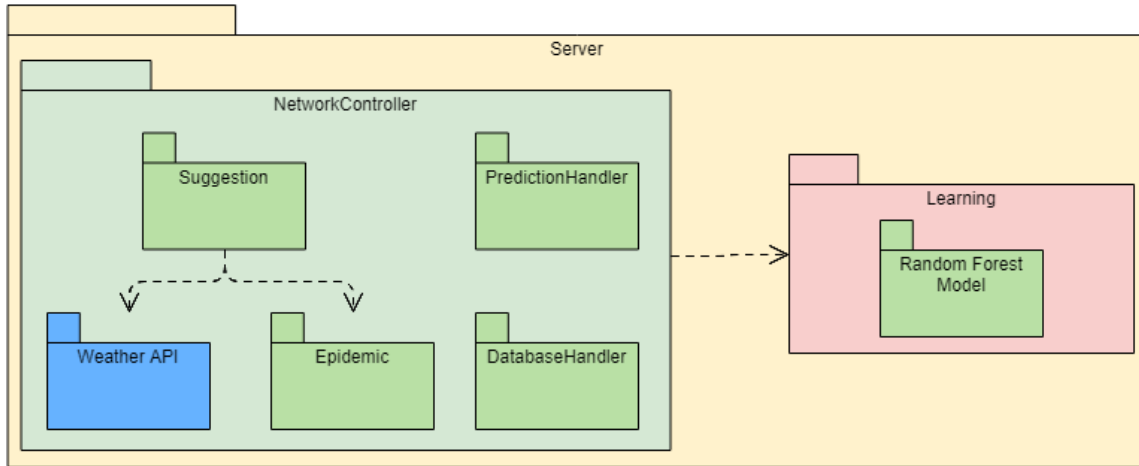 Server
NetworkController
Suggestion
PredictionHandler
Learning
Random Forest
Model
Weather API
Epidemic
DatabaseHandler